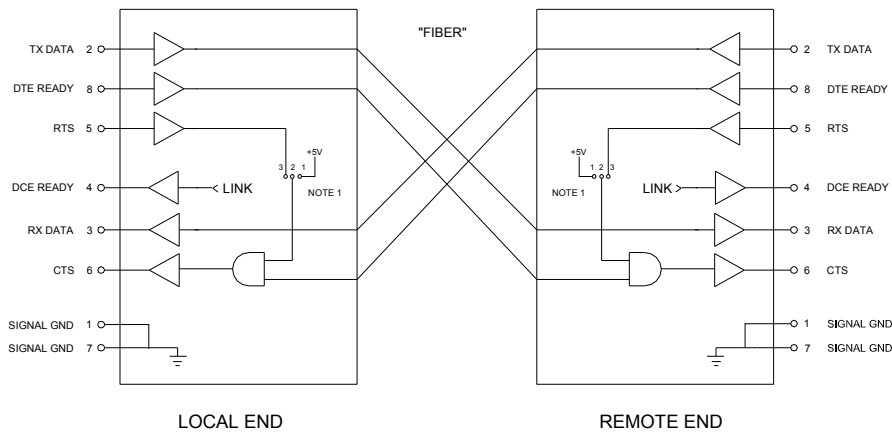 "FIBER"
TX DATA 2
DTE READY 8
RTS 5
+5V
3 2 1
NOTE 1
DCE READY 4
LINK
RX DATA 3
CTS 6
SIGNAL GND 1
SIGNAL GND 7
LOCAL END
2 TX DATA
8 DTE READY
5 RTS
+5V
1 2 3
NOTE 1
LINK
4 DCE READY
3 RX DATA
6 CTS
1 SIGNAL GND
7 SIGNAL GND
REMOTE END